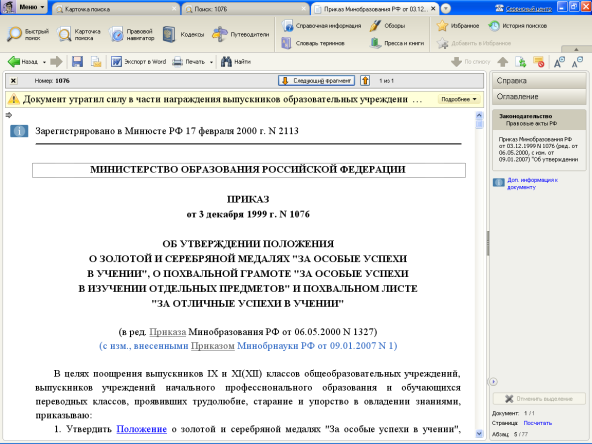 Меню
Карточка поиска
Поиск: 1076
Приказ Минобразования РФ от 03.12...
Быстрый поиск
Карточка поиска
Правовой навигатор
Кодексы
Путеводители
Справочная информация
Словарь терминов
Обзоры
Пресса и книги
Избранное
История поисков
Добавить в Избранное
Назад
Экспорт в Word
Печать
Найти
По списку
Номер: 1076
Следующий фрагмент
1 из 1
Документ утратил силу в части награждения выпускников образовательных учреждени ...
Подробнее
Зарегистрировано в Минюсте РФ 17 февраля 2000 г. N 2113
МИНИСТЕРСТВО ОБРАЗОВАНИЯ РОССИЙСКОЙ ФЕДЕРАЦИИ
ПРИКАЗ
от 3 декабря 1999 г. N 1076
ОБ УТВЕРЖДЕНИИ ПОЛОЖЕНИЯ
О ЗОЛОТОЙ И СЕРЕБРЯНОЙ МЕДАЛЯХ "ЗА ОСОБЫЕ УСПЕХИ
В УЧЕНИИ", О ПОХВАЛЬНОЙ ГРАМОТЕ "ЗА ОСОБЫЕ УСПЕХИ
В ИЗУЧЕНИИ ОТДЕЛЬНЫХ ПРЕДМЕТОВ" И ПОХВАЛЬНОМ ЛИСТЕ
"ЗА ОТЛИЧНЫЕ УСПЕХИ В УЧЕНИИ"
(в ред. Приказа Минобразования РФ от 06.05.2000 N 1327)
(с изм., внесенными Приказом Минобрнауки РФ от 09.01.2007 N 1)
В целях поощрения выпускников IX и XI(XII) классов общеобразовательных учреждений,
выпускников учреждений начального профессионального образования и обучающихся
переводных классов, проявивших трудолюбие, старание и упорство в овладении знаниями,
приказываю:
1. Утвердить Положение о золотой и серебряной медалях "За особые успехи в учении",
Справка
Оглавление
Законодательство
Правовые акты РФ
Приказ Минобразования РФ
от 03.12.1999 N 1076 (ред. от
06.05.2000, с изм. от
09.01.2007) "Об утверждении
Доп. информация к
документу
Отменить выделение
Документ: 1 / 1
Страница: Посчитать
Абзац: 5 / 77